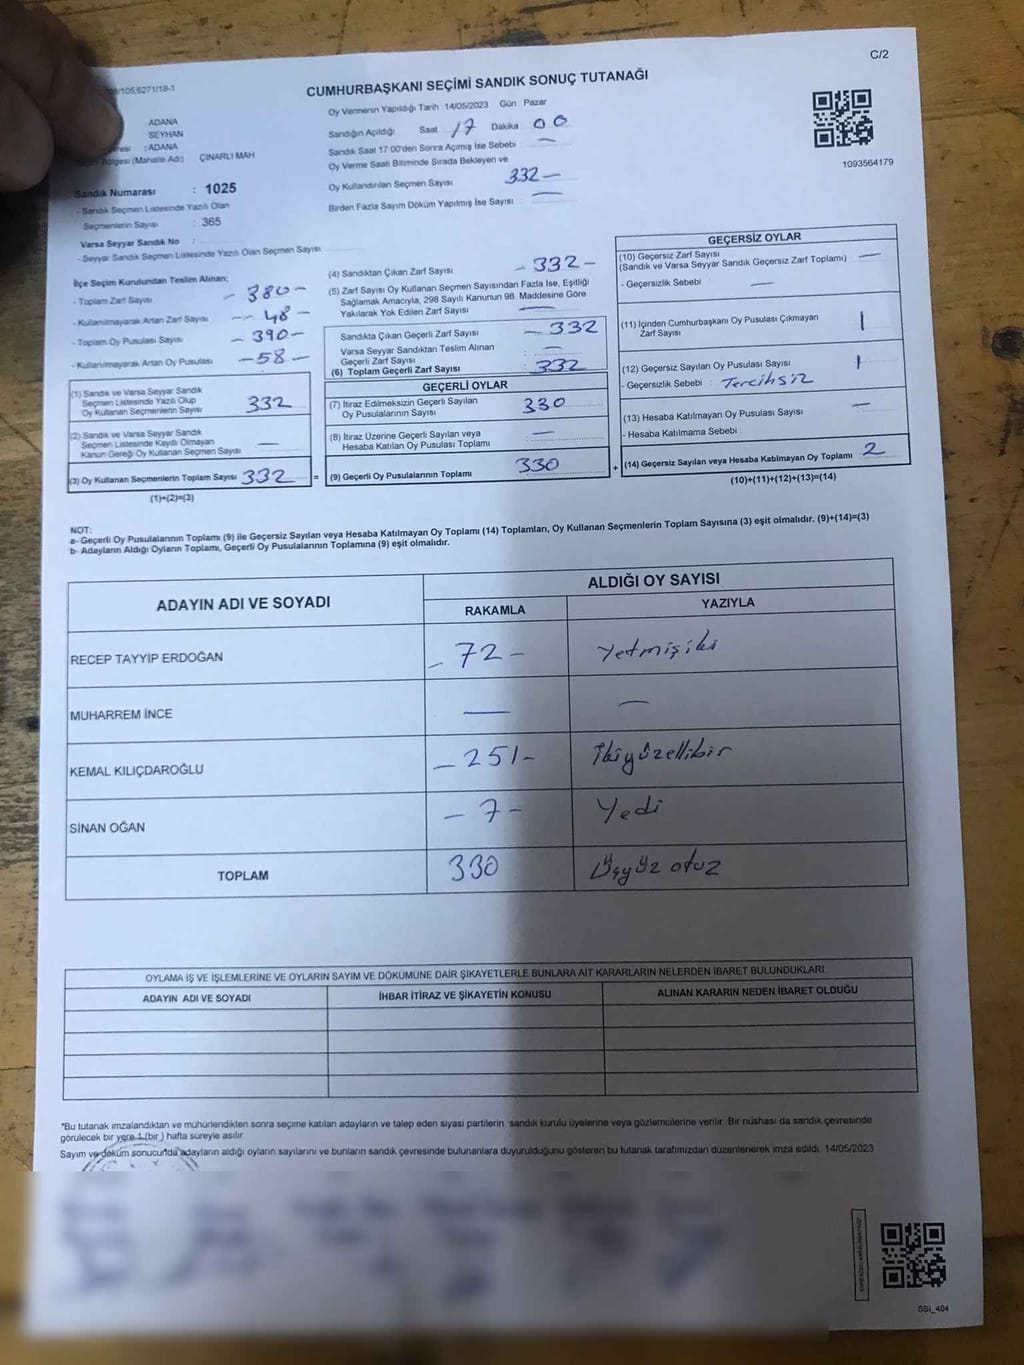 C/2
/105,6271/18-1
CUMHURBAŞKANI SEÇİMİ SANDIK SONUÇ TUTANAĞI
Oy Vermenin Yapıldığı Tarih 14/05/2023 Gün : Pazar
ADANA
SEYHAN
: ADANA
(Mahalle Adı) ÇINARLI MAH
Sandığın Açıldığı Saat 17 Dakika 00
Sandık Saat 17:00'den Sonra Açımış İse Sebebi : —
Oy Verme Saati Bitiminde Sırada Bekleyen ve
Oy Kullandırılan Seçmen Sayısı : 332 —
Birden Fazla Sayım Döküm Yapılmış İse Sayısı : —
1093564179
Sandık Numarası : 1025
- Sandık Seçmen Listesinde Yazılı Olan
Seçmenlerin Sayısı : 365
Varsa Seyyar Sandık No :
- Seyyar Sandık Seçmen Listesinde Yazılı Olan Seçmen Sayısı :
İlçe Seçim Kurulundan Teslim Alınan;
- Toplam Zarf Sayısı - 380 -
- Kullanılmayarak Artan Zarf Sayısı -- 48 -
- Toplam Oy Pusulası Sayısı - 390 -
- Kullanılmayarak Artan Oy Pusulası - 58 -
(1) Sandık ve Varsa Seyyar Sandık
Seçmen Listesinde Yazılı Olup
Oy Kullanan Seçmenlerin Sayısı 332
(2) Sandık ve Varsa Seyyar Sandık
Seçmen Listesinde Kayıtlı Olmayan
Kanun Gereği Oy Kullanan Seçmen Sayısı —
(3) Oy Kullanan Seçmenlerin Toplam Sayısı 332 =
(1)+(2)=(3)
(4) Sandıktan Çıkan Zarf Sayısı - 332 -
(5) Zarf Sayısı Oy Kullanan Seçmen Sayısından Fazla İse, Eşitliği
Sağlamak Amacıyla, 298 Sayılı Kanunun 98. Maddesine Göre
Yakılarak Yok Edilen Zarf Sayısı —
Sandıkta Çıkan Geçerli Zarf Sayısı - 332
Varsa Seyyar Sandıktan Teslim Alınan
Geçerli Zarf Sayısı —
(6) Toplam Geçerli Zarf Sayısı 332
GEÇERLİ OYLAR
(7) İtiraz Edilmeksizin Geçerli Sayılan
Oy Pusulalarının Sayısı 330
(8) İtiraz Üzerine Geçerli Sayılan veya
Hesaba Katılan Oy Pusulası Toplamı —
(9) Geçerli Oy Pusulalarının Toplamı 330 +
GEÇERSİZ OYLAR
(10) Geçersiz Zarf Sayısı —
(Sandık ve Varsa Seyyar Sandık Geçersiz Zarf Toplamı)
- Geçersizlik Sebebi : —
(11) İçinden Cumhurbaşkanı Oy Pusulası Çıkmayan
Zarf Sayısı 1
(12) Geçersiz Sayılan Oy Pusulası Sayısı 1
- Geçersizlik Sebebi : Tercihsiz
(13) Hesaba Katılmayan Oy Pusulası Sayısı —
- Hesaba Katılmama Sebebi :
(14) Geçersiz Sayılan veya Hesaba Katılmayan Oy Toplamı 2
(10)+(11)+(12)+(13)=(14)
NOT:
a- Geçerli Oy Pusulalarının Toplamı (9) ile Geçersiz Sayılan veya Hesaba Katılmayan Oy Toplamı (14) Toplamları, Oy Kullanan Seçmenlerin Toplam Sayısına (3) eşit olmalıdır. (9)+(14)=(3)
b- Adayların Aldığı Oyların Toplamı, Geçerli Oy Pusulalarının Toplamına (9) eşit olmalıdır.
ADAYIN ADI VE SOYADI ALDIĞI OY SAYISI
RAKAMLA YAZIYLA
RECEP TAYYİP ERDOĞAN - 72 - Yetmişiki
MUHARREM İNCE — —
KEMAL KILIÇDAROĞLU - 251 - İkiyüzellibir
SİNAN OĞAN - 7 - Yedi
TOPLAM 330 Üçyüz otuz
OYLAMA İŞ VE İŞLEMLERİNE VE OYLARIN SAYIM VE DÖKÜMÜNE DAİR ŞİKAYETLERLE BUNLARA AİT KARARLARIN NELERDEN İBARET BULUNDUKLARI
ADAYIN ADI VE SOYADI İHBAR İTİRAZ VE ŞİKAYETİN KONUSU ALINAN KARARIN NEDEN İBARET OLDUĞU
*Bu tutanak imzalandıktan ve mühürlendikten sonra seçime katılan adayların ve talep eden siyasi partilerin, sandık kurulu üyelerine veya gözlemcilerine verilir. Bir nüshası da sandık çevresinde
görülecek bir yere 1 (bir ) hafta süreyle asılır.
Sayım ve döküm sonucunda adayların aldığı oyların sayılarını ve bunların sandık çevresinde bulunanlara duyurulduğunu gösteren bu tutanak tarafımızdan düzenlenerek imza edildi. 14/05/2023
SSI_404